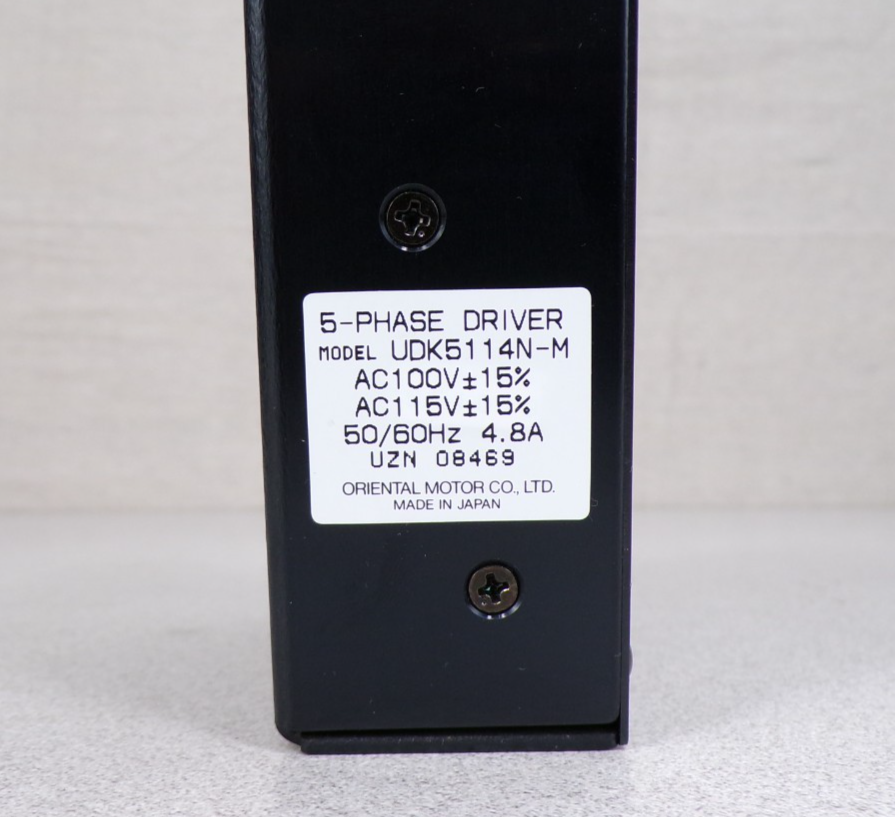 5-PHASE DRIVER
MODEL UDK5114N-M
AC100V±15%
AC115V±15%
50/60Hz 4.8A
UZN 08469
ORIENTAL MOTOR CO., LTD.
MADE IN JAPAN